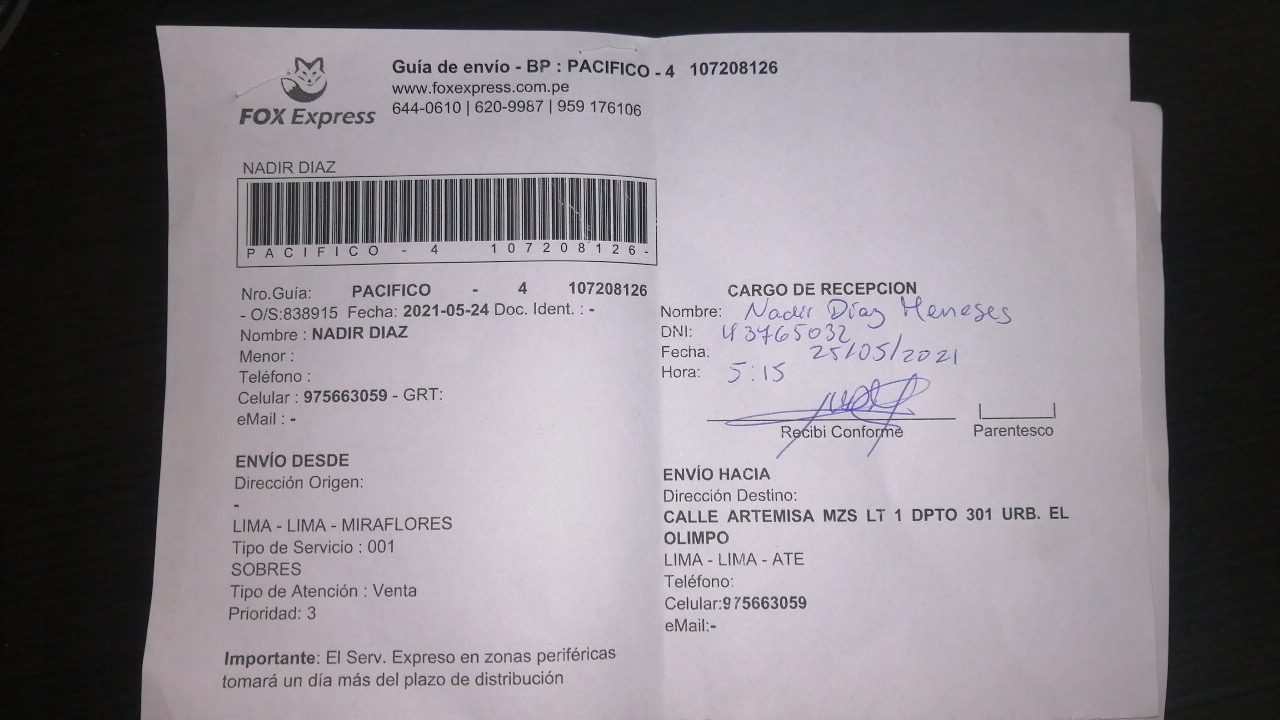 FOX Express
Guía de envío - BP : PACIFICO - 4 107208126
www.foxexpress.com.pe
644-0610 | 620-9987 | 959 176106
NADIR DIAZ
PACIFICO - 4 107208126-
Nro.Guía: PACIFICO - 4 107208126
- O/S:838915 Fecha: 2021-05-24 Doc. Ident. : -
Nombre : NADIR DIAZ
Menor :
Teléfono :
Celular : 975663059 - GRT:
eMail : -
CARGO DE RECEPCION
Nombre: Nadir Díaz Meneses
DNI: 43765032
Fecha. 25/05/2021
Hora: 5:15
Recibi Conforme
Parentesco
ENVÍO DESDE
Dirección Origen:
-
LIMA - LIMA - MIRAFLORES
Tipo de Servicio : 001
SOBRES
Tipo de Atención : Venta
Prioridad: 3
ENVÍO HACIA
Dirección Destino:
CALLE ARTEMISA MZS LT 1 DPTO 301 URB. EL
OLIMPO
LIMA - LIMA - ATE
Teléfono:
Celular:975663059
eMail:-
Importante: El Serv. Expreso en zonas periféricas
tomará un día más del plazo de distribución